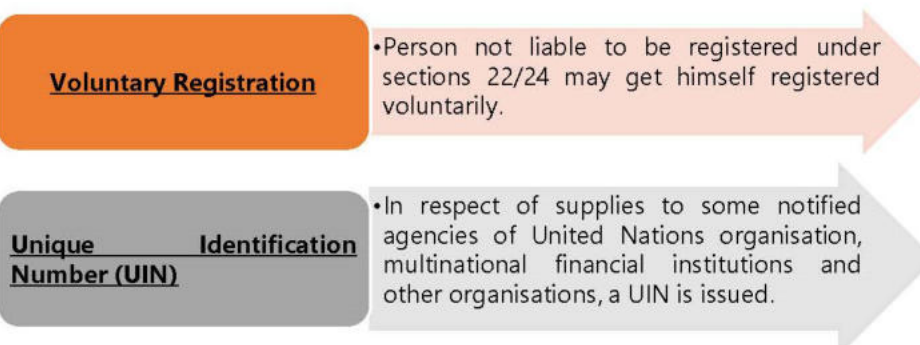 Voluntary Registration
•Person not liable to be registered under
sections 22/24 may get himself registered
voluntarily.
Unique Identification
Number (UIN)
•In respect of supplies to some notified
agencies of United Nations organisation,
multinational financial institutions and
other organisations, a UIN is issued.